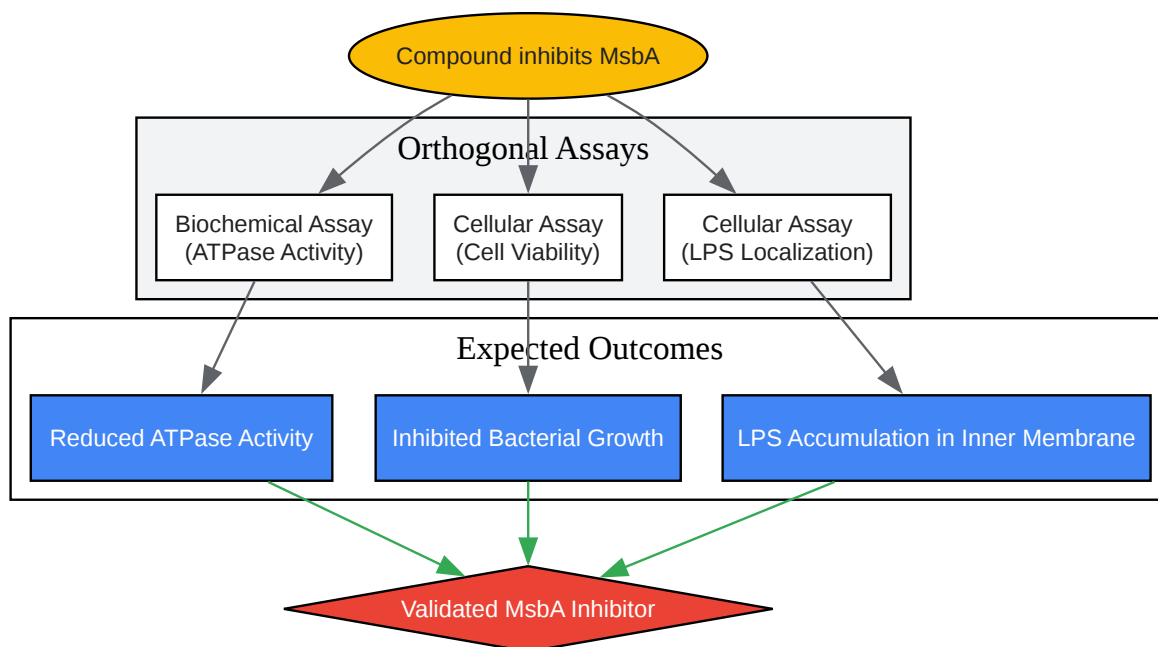 Compound inhibits MsbA
Orthogonal Assays
Biochemical Assay
(ATPase Activity)
Cellular Assay
(Cell Viability)
Cellular Assay
(LPS Localization)
Expected Outcomes
Reduced ATPase Activity
Inhibited Bacterial Growth
LPS Accumulation in Inner Membrane
Validated MsbA Inhibitor